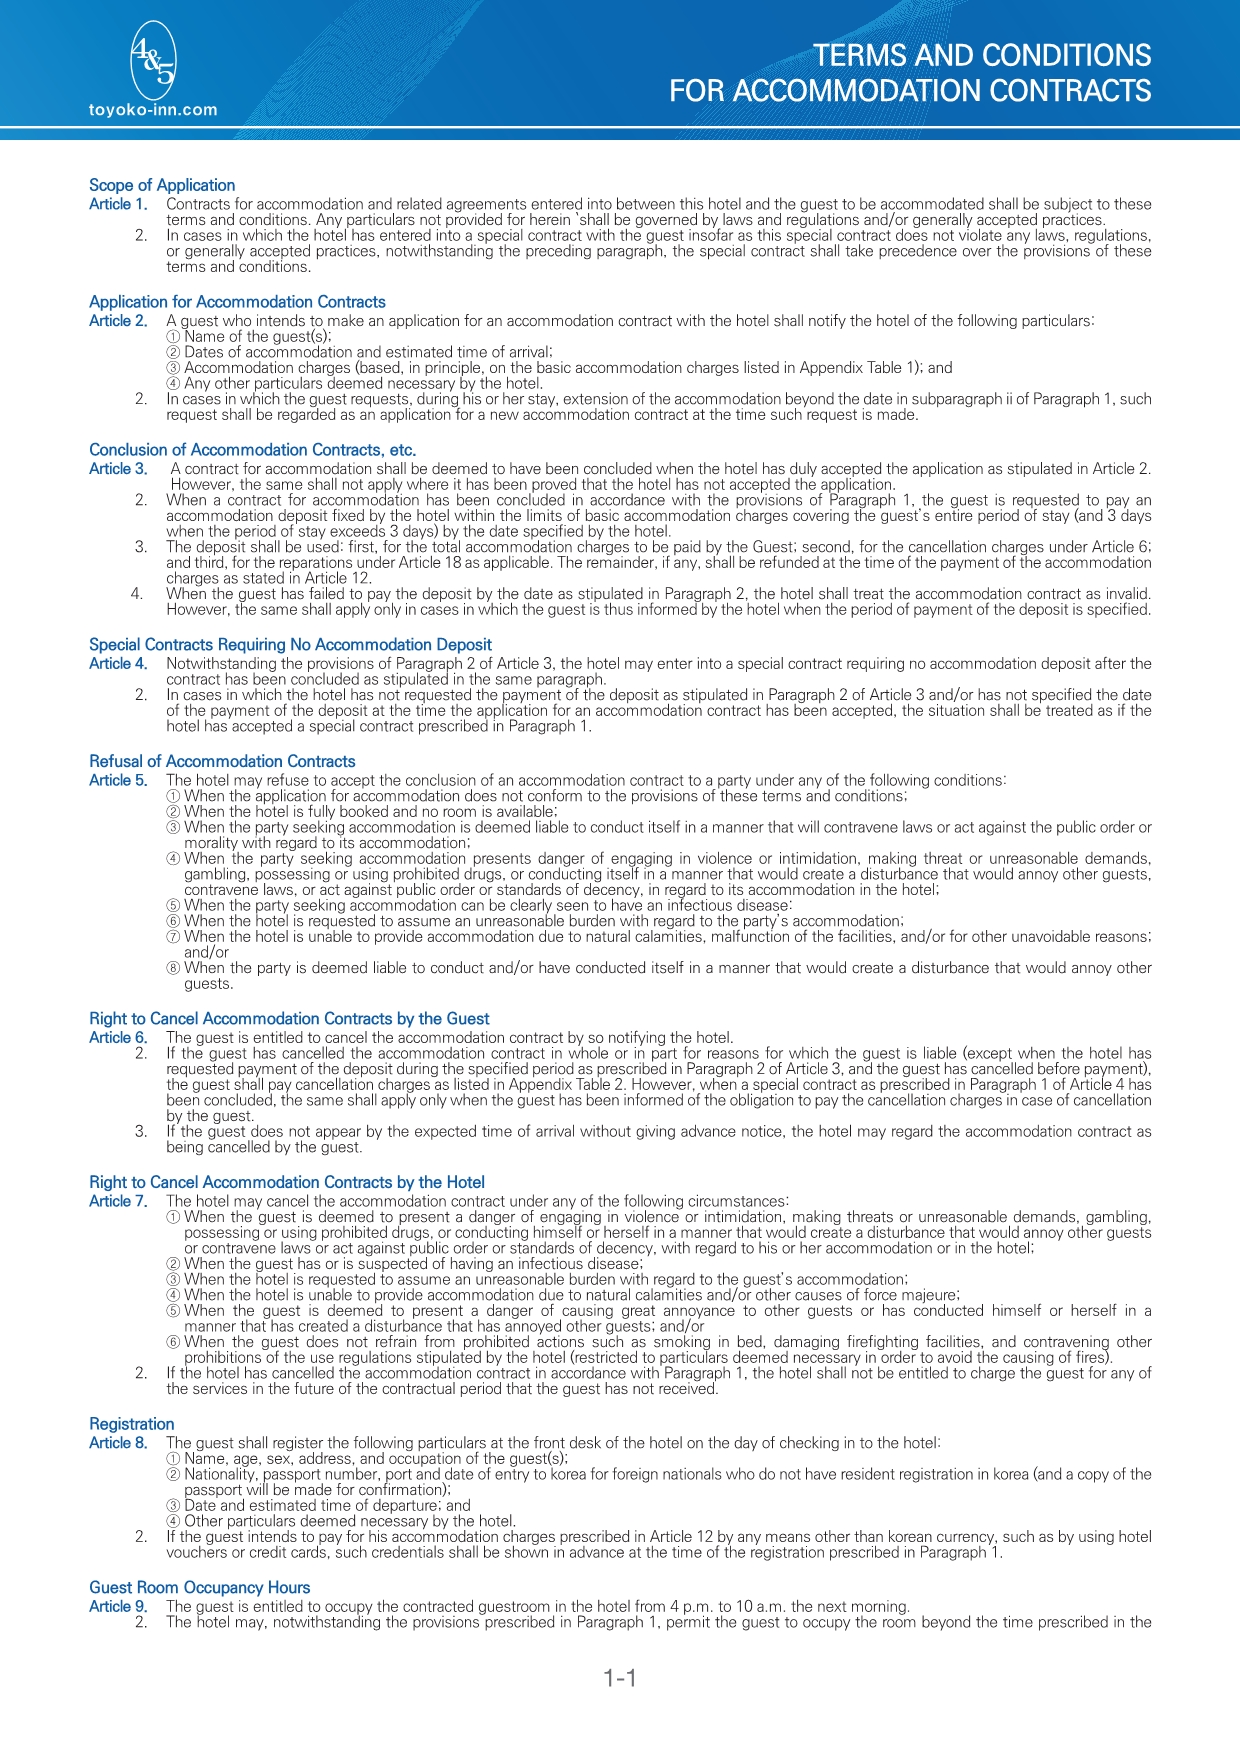 4&5
toyoko-inn.com
TERMS AND CONDITIONS
FOR ACCOMMODATION CONTRACTS
Scope of Application
Article 1. Contracts for accommodation and related agreements entered into between this hotel and the guest to be accommodated shall be subject to these
terms and conditions. Any particulars not provided for herein `shall be governed by laws and regulations and/or generally accepted practices.
2. In cases in which the hotel has entered into a special contract with the guest insofar as this special contract does not violate any laws, regulations,
or generally accepted practices, notwithstanding the preceding paragraph, the special contract shall take precedence over the provisions of these
terms and conditions.
Application for Accommodation Contracts
Article 2. A guest who intends to make an application for an accommodation contract with the hotel shall notify the hotel of the following particulars:
① Name of the guest(s);
② Dates of accommodation and estimated time of arrival;
③ Accommodation charges (based, in principle, on the basic accommodation charges listed in Appendix Table 1); and
④ Any other particulars deemed necessary by the hotel.
2. In cases in which the guest requests, during his or her stay, extension of the accommodation beyond the date in subparagraph ii of Paragraph 1, such
request shall be regarded as an application for a new accommodation contract at the time such request is made.
Conclusion of Accommodation Contracts, etc.
Article 3. A contract for accommodation shall be deemed to have been concluded when the hotel has duly accepted the application as stipulated in Article 2.
However, the same shall not apply where it has been proved that the hotel has not accepted the application.
2. When a contract for accommodation has been concluded in accordance with the provisions of Paragraph 1, the guest is requested to pay an
accommodation deposit fixed by the hotel within the limits of basic accommodation charges covering the guest's entire period of stay (and 3 days
when the period of stay exceeds 3 days) by the date specified by the hotel.
3. The deposit shall be used: first, for the total accommodation charges to be paid by the Guest; second, for the cancellation charges under Article 6;
and third, for the reparations under Article 18 as applicable. The remainder, if any, shall be refunded at the time of the payment of the accommodation
charges as stated in Article 12.
4. When the guest has failed to pay the deposit by the date as stipulated in Paragraph 2, the hotel shall treat the accommodation contract as invalid.
However, the same shall apply only in cases in which the guest is thus informed by the hotel when the period of payment of the deposit is specified.
Special Contracts Requiring No Accommodation Deposit
Article 4. Notwithstanding the provisions of Paragraph 2 of Article 3, the hotel may enter into a special contract requiring no accommodation deposit after the
contract has been concluded as stipulated in the same paragraph.
2. In cases in which the hotel has not requested the payment of the deposit as stipulated in Paragraph 2 of Article 3 and/or has not specified the date
of the payment of the deposit at the time the application for an accommodation contract has been accepted, the situation shall be treated as if the
hotel has accepted a special contract prescribed in Paragraph 1.
Refusal of Accommodation Contracts
Article 5. The hotel may refuse to accept the conclusion of an accommodation contract to a party under any of the following conditions:
① When the application for accommodation does not conform to the provisions of these terms and conditions;
② When the hotel is fully booked and no room is available;
③ When the party seeking accommodation is deemed liable to conduct itself in a manner that will contravene laws or act against the public order or
morality with regard to its accommodation;
④ When the party seeking accommodation presents danger of engaging in violence or intimidation, making threat or unreasonable demands,
gambling, possessing or using prohibited drugs, or conducting itself in a manner that would create a disturbance that would annoy other guests,
contravene laws, or act against public order or standards of decency, in regard to its accommodation in the hotel;
⑤ When the party seeking accommodation can be clearly seen to have an infectious disease:
⑥ When the hotel is requested to assume an unreasonable burden with regard to the party's accommodation;
⑦ When the hotel is unable to provide accommodation due to natural calamities, malfunction of the facilities, and/or for other unavoidable reasons;
and/or
⑧ When the party is deemed liable to conduct and/or have conducted itself in a manner that would create a disturbance that would annoy other
guests.
Right to Cancel Accommodation Contracts by the Guest
Article 6. The guest is entitled to cancel the accommodation contract by so notifying the hotel.
2. If the guest has cancelled the accommodation contract in whole or in part for reasons for which the guest is liable (except when the hotel has
requested payment of the deposit during the specified period as prescribed in Paragraph 2 of Article 3, and the guest has cancelled before payment),
the guest shall pay cancellation charges as listed in Appendix Table 2. However, when a special contract as prescribed in Paragraph 1 of Article 4 has
been concluded, the same shall apply only when the guest has been informed of the obligation to pay the cancellation charges in case of cancellation
by the guest.
3. If the guest does not appear by the expected time of arrival without giving advance notice, the hotel may regard the accommodation contract as
being cancelled by the guest.
Right to Cancel Accommodation Contracts by the Hotel
Article 7. The hotel may cancel the accommodation contract under any of the following circumstances:
① When the guest is deemed to present a danger of engaging in violence or intimidation, making threats or unreasonable demands, gambling,
possessing or using prohibited drugs, or conducting himself or herself in a manner that would create a disturbance that would annoy other guests
or contravene laws or act against public order or standards of decency, with regard to his or her accommodation or in the hotel;
② When the guest has or is suspected of having an infectious disease;
③ When the hotel is requested to assume an unreasonable burden with regard to the guest's accommodation;
④ When the hotel is unable to provide accommodation due to natural calamities and/or other causes of force majeure;
⑤ When the guest is deemed to present a danger of causing great annoyance to other guests or has conducted himself or herself in a
manner that has created a disturbance that has annoyed other guests; and/or
⑥ When the guest does not refrain from prohibited actions such as smoking in bed, damaging firefighting facilities, and contravening other
prohibitions of the use regulations stipulated by the hotel (restricted to particulars deemed necessary in order to avoid the causing of fires).
2. If the hotel has cancelled the accommodation contract in accordance with Paragraph 1, the hotel shall not be entitled to charge the guest for any of
the services in the future of the contractual period that the guest has not received.
Registration
Article 8. The guest shall register the following particulars at the front desk of the hotel on the day of checking in to the hotel:
① Name, age, sex, address, and occupation of the guest(s);
② Nationality, passport number, port and date of entry to korea for foreign nationals who do not have resident registration in korea (and a copy of the
passport will be made for confirmation);
③ Date and estimated time of departure; and
④ Other particulars deemed necessary by the hotel.
2. If the guest intends to pay for his accommodation charges prescribed in Article 12 by any means other than korean currency, such as by using hotel
vouchers or credit cards, such credentials shall be shown in advance at the time of the registration prescribed in Paragraph 1.
Guest Room Occupancy Hours
Article 9. The guest is entitled to occupy the contracted guestroom in the hotel from 4 p.m. to 10 a.m. the next morning.
2. The hotel may, notwithstanding the provisions prescribed in Paragraph 1, permit the guest to occupy the room beyond the time prescribed in the
1-1